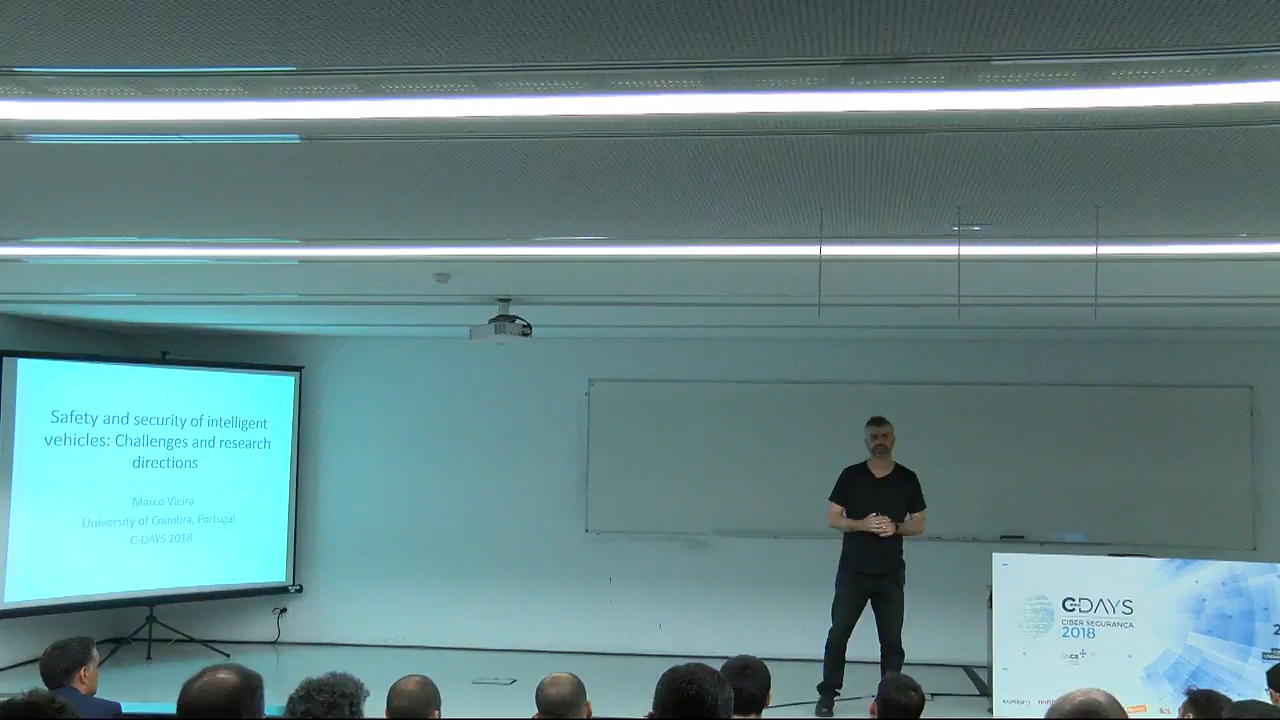 Safety and security of intelligent
vehicles: Challenges and research
directions
Marco Vieira
University of Coimbra, Portugal
C-DAYS 2018
C-DAYS
CIBER SEGURANÇA
2018
CNCS